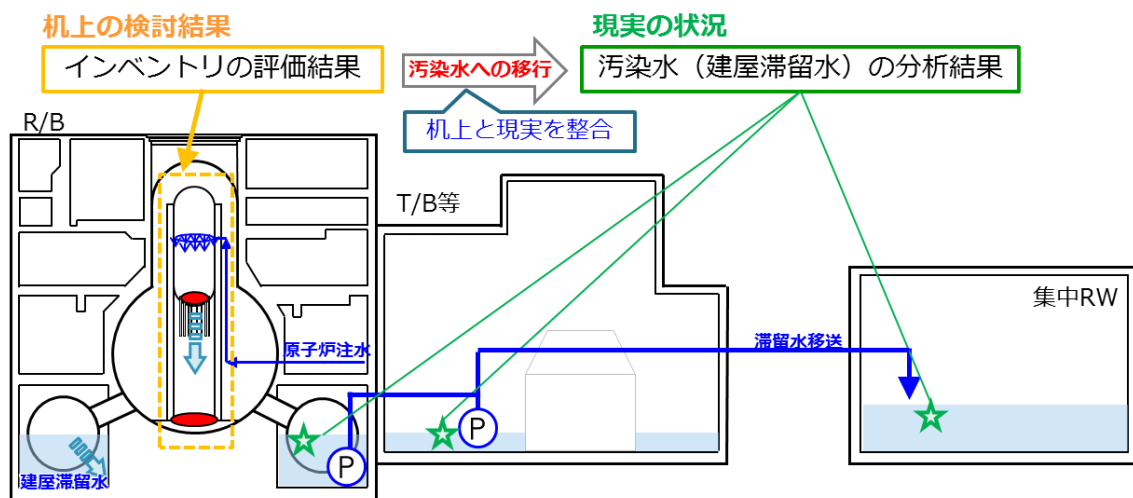 机上の検討結果
インベントリの評価結果
汚染水への移行
机上と現実を整合
現実の状況
汚染水（建屋滞留水）の分析結果
R/B
T/B等
集中RW
原子炉注水
滞留水移送
P
P
建屋滞留水